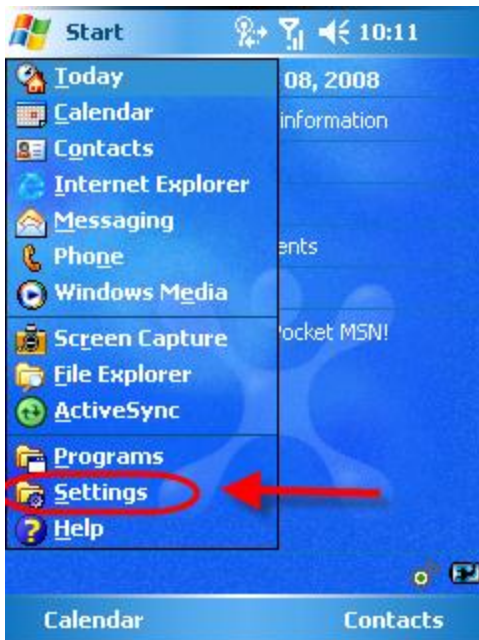 Start 10:11
Today 08, 2008
Calendar information
Contacts
Internet Explorer
Messaging
Phone ents
Windows Media
Screen Capture ocket MSN!
File Explorer
ActiveSync
Programs
Settings
Help
Calendar Contacts